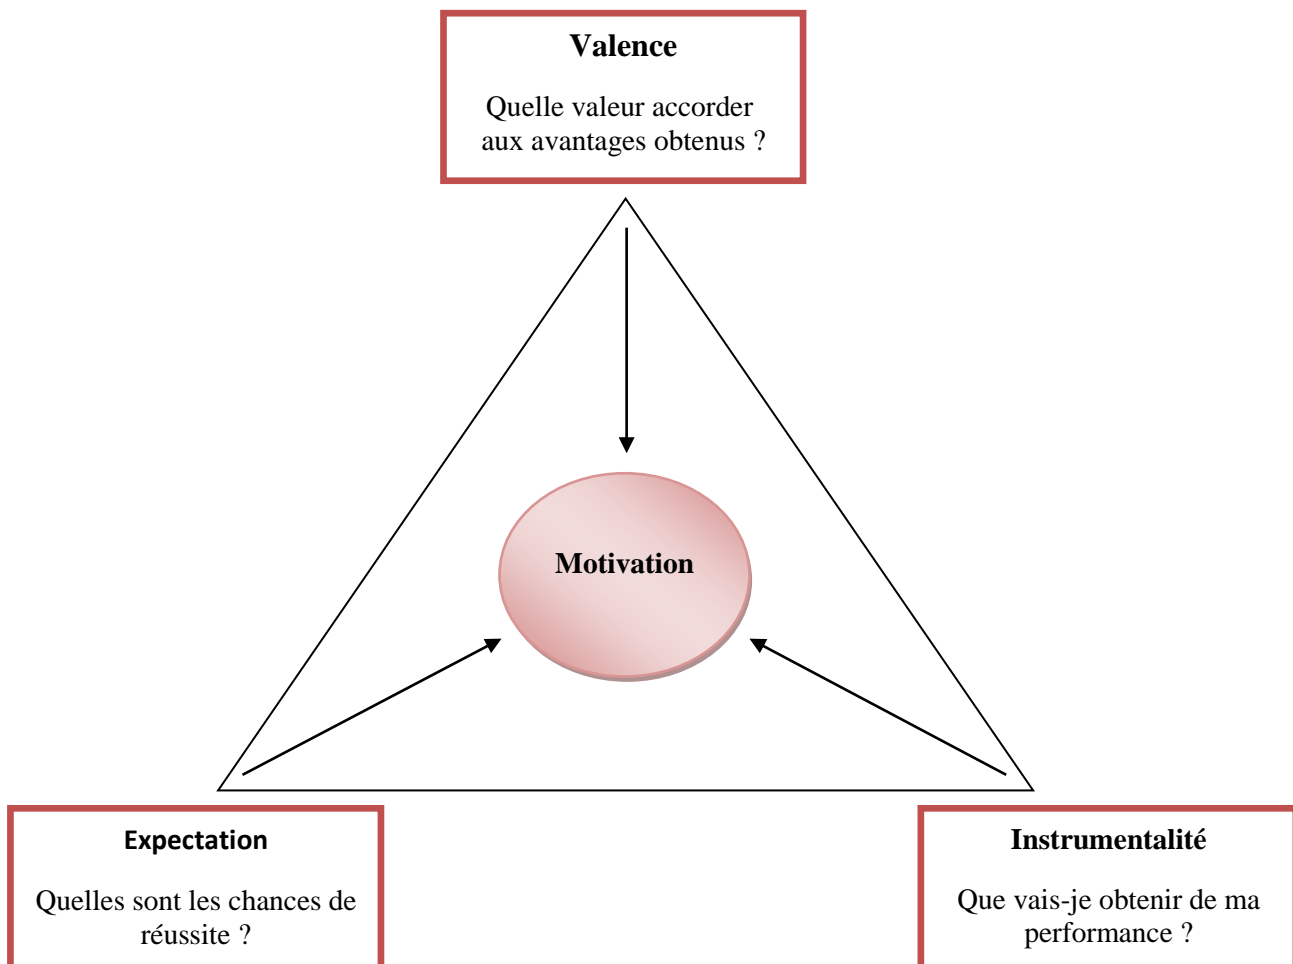 Valence
Quelle valeur accorder
aux avantages obtenus ?
Motivation
Expectation
Quelles sont les chances de
réussite ?
Instrumentalité
Que vais-je obtenir de ma
performance ?